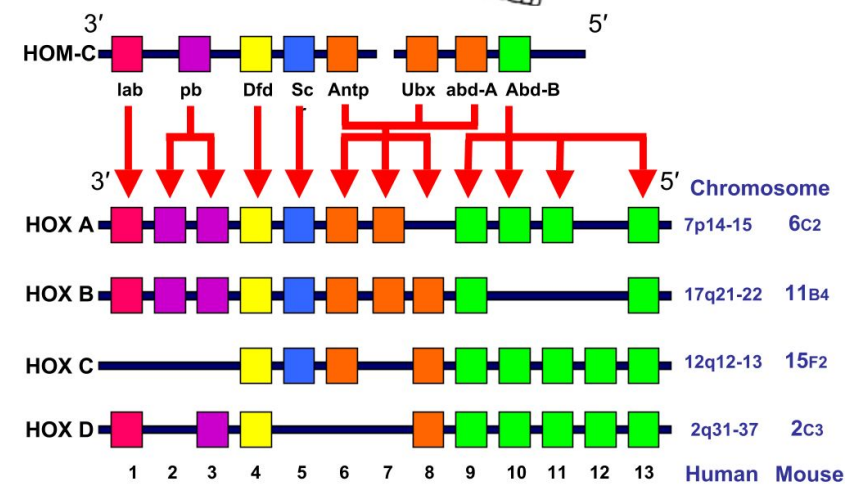 3′ 5′
HOM-C
lab pb Dfd Sc Antp Ubx abd-A Abd-B
r
3′ 5′ Chromosome
HOX A 7p14-15 6C2
HOX B 17q21-22 11B4
HOX C 12q12-13 15F2
HOX D 2q31-37 2C3
1 2 3 4 5 6 7 8 9 10 11 12 13 Human Mouse